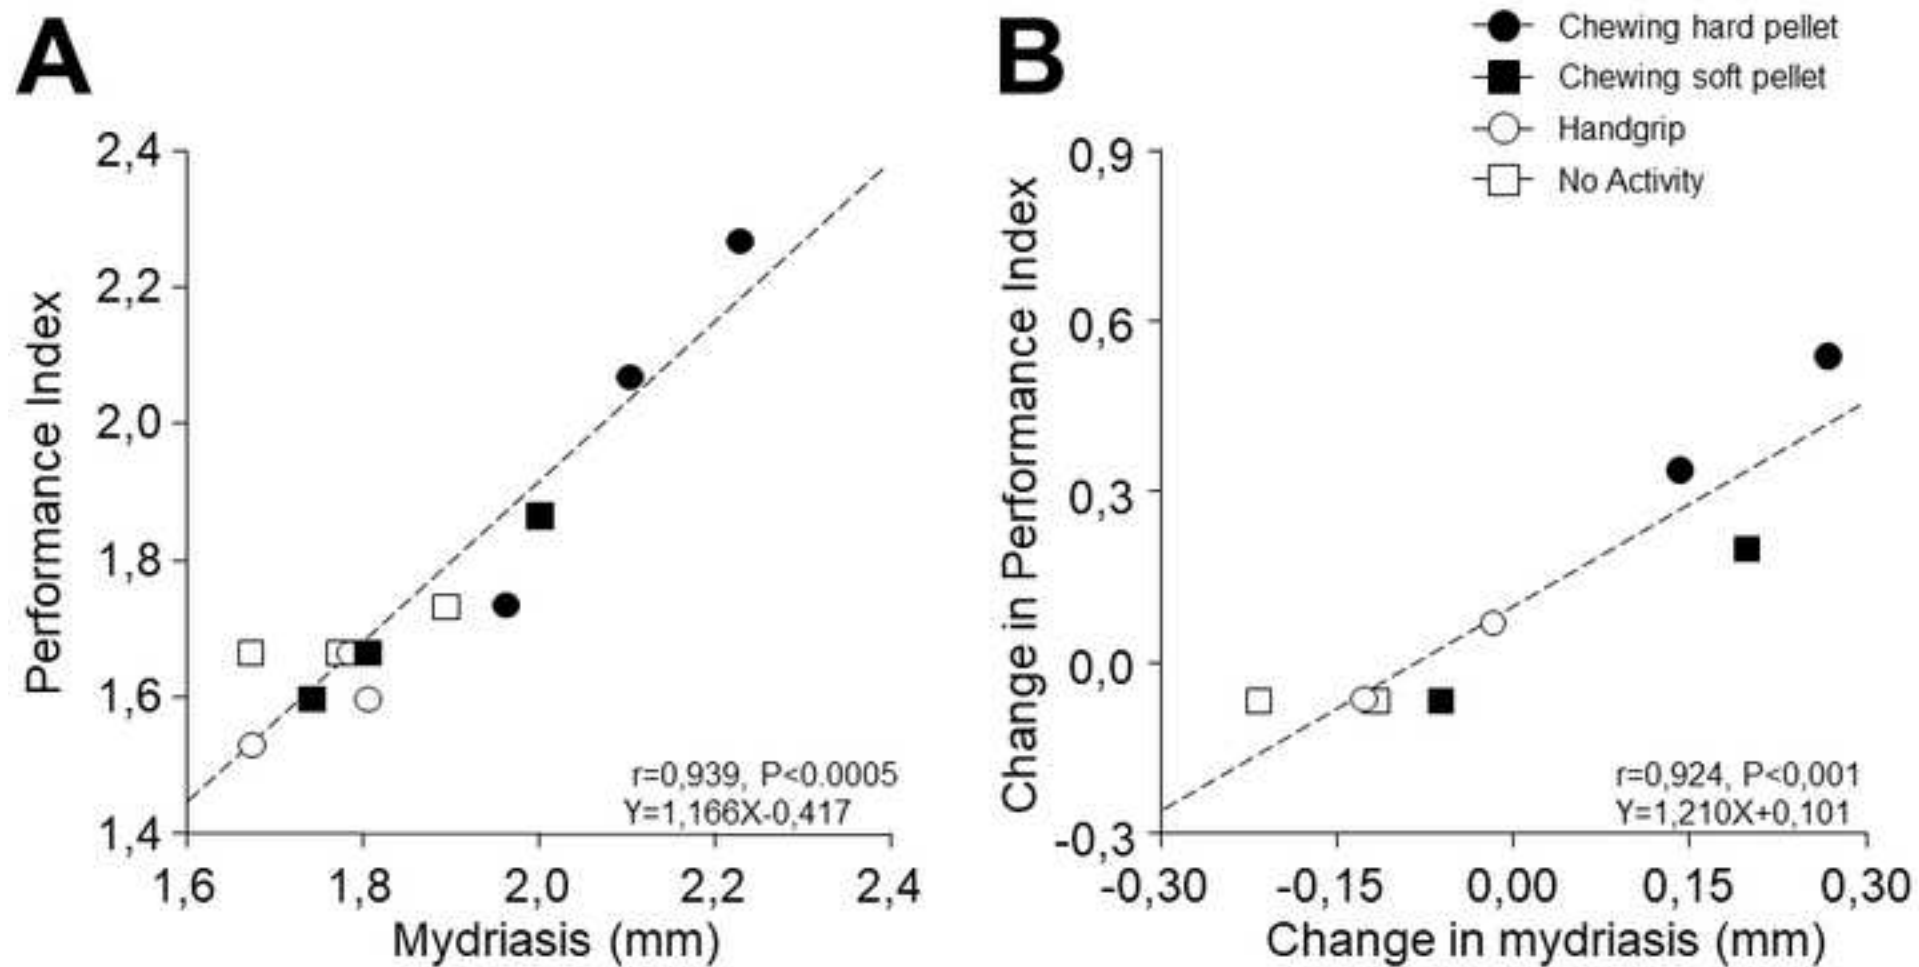 A
2,4
2,2
2,0
1,8
1,6
1,4
Performance Index
1,6
1,8
2,0
2,2
2,4
Mydriasis (mm)
r=0,939, P<0.0005
Y=1,166X-0,417
B
Chewing hard pellet
Chewing soft pellet
Handgrip
No Activity
0,9
0,6
0,3
0,0
-0,3
Change in Performance Index
-0,30
-0,15
0,00
0,15
0,30
Change in mydriasis (mm)
r=0,924, P<0,001
Y=1,210X+0,101